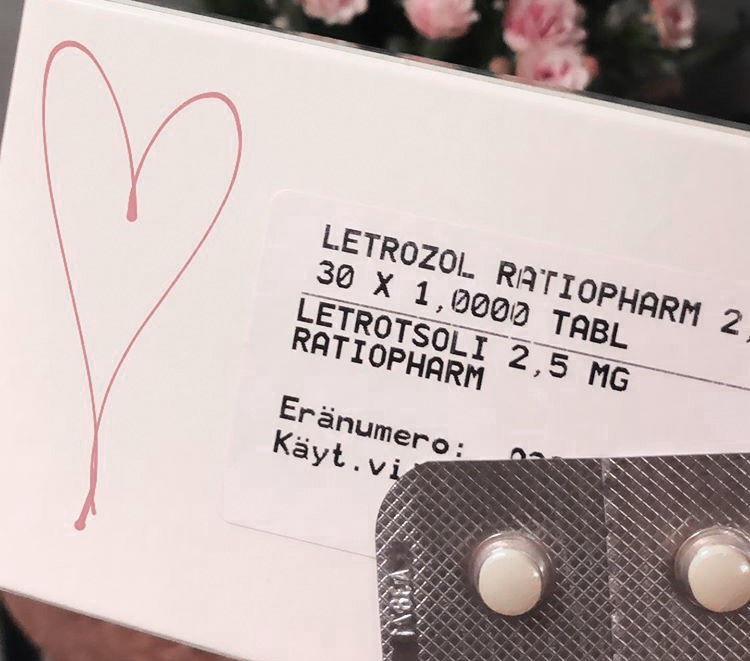 LETROZOL RATIOPHARM 2,
30 X 1,0000 TABL
LETROTSOLI 2,5 MG
RATIOPHARM
Eränumero:
Käyt.vi